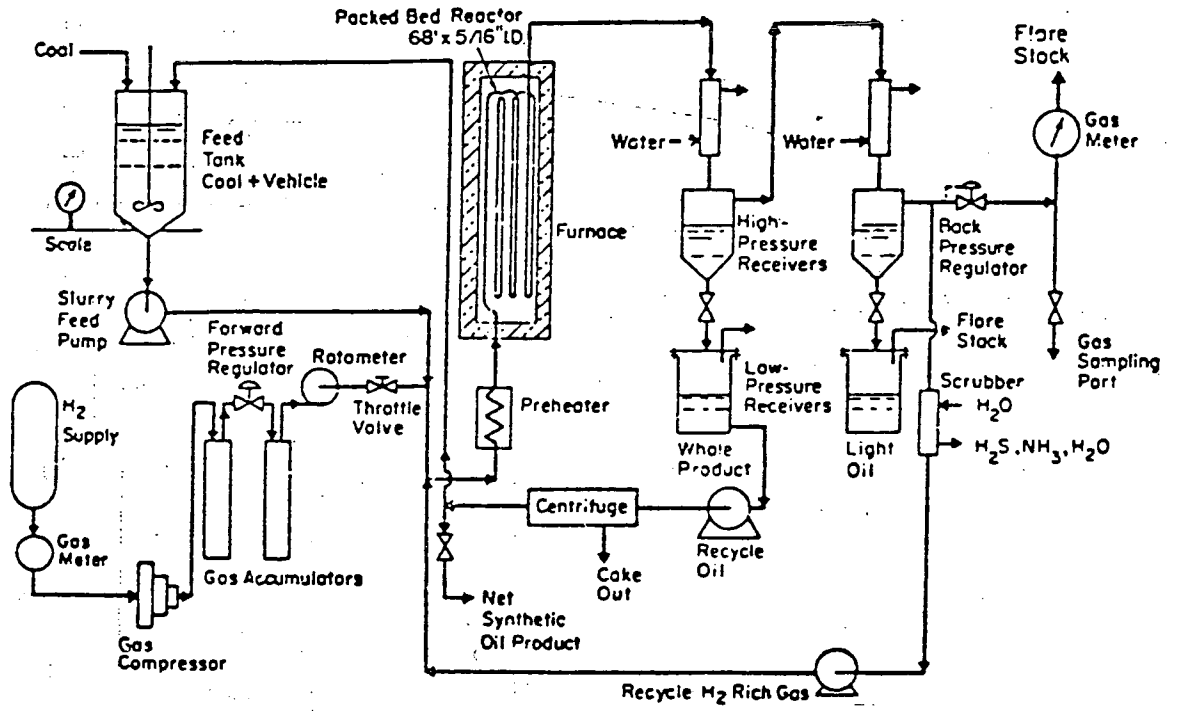 Packed Bed Reactor
68' x 5/16" I.D.
Coal
Feed
Tank
Coal + Vehicle
Scale
Slurry
Feed
Pump
Forward
Pressure
Regulator
Rotameter
Throttle
Valve
H2
Supply
Gas
Meter
Gas Accumulators
Gas
Compressor
Furnace
Preheater
Water
High-
Pressure
Receivers
Low-
Pressure
Receivers
Whole
Product
Centrifuge
Cake
Out
Recycle
Oil
Net
Synthetic
Oil Product
Water
Back
Pressure
Regulator
Flare
Stock
Light
Oil
Scrubber
H2O
H2S, NH3, H2O
Flare
Stack
Gas
Meter
Gas
Sampling
Port
Recycle H2 Rich Gas